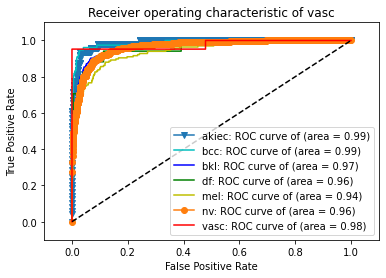 Receiver operating characteristic of vasc
True Positive Rate
1.0
0.8
0.6
0.4
0.2
0.0
akiec: ROC curve of (area = 0.99)
bcc: ROC curve of (area = 0.99)
bkl: ROC curve of (area = 0.97)
df: ROC curve of (area = 0.96)
mel: ROC curve of (area = 0.94)
nv: ROC curve of (area = 0.96)
vasc: ROC curve of (area = 0.98)
0.0 0.2 0.4 0.6 0.8 1.0
False Positive Rate